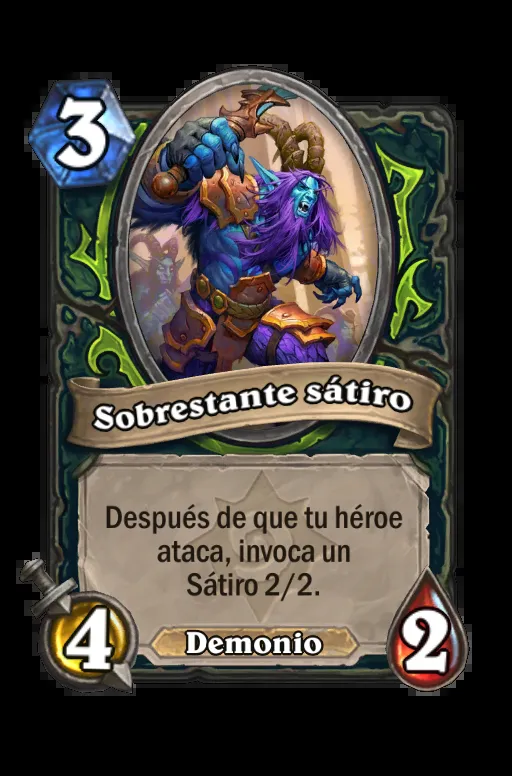 3
Sobrestante sátiro
Después de que tu héroe
ataca, invoca un
Sátiro 2/2.
4
Demonio
2